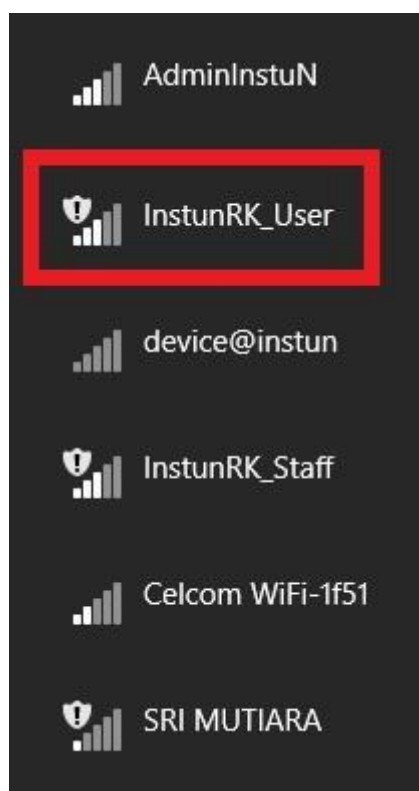 AdminInstuN
InstunRK_User
device@instun
InstunRK_Staff
Celcom WiFi-1f51
SRI MUTIARA